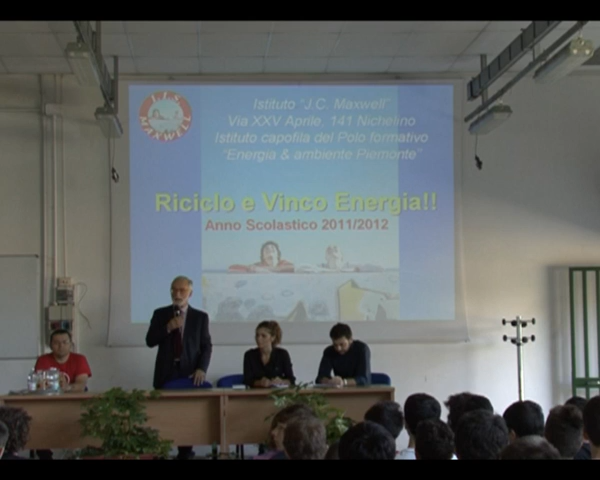 I.I.S.
MAXWELL
Istituto "J.C. Maxwell"
Via XXV Aprile, 141 Nichelino
Istituto capofila del Polo formativo
"Energia & ambiente Piemonte"
Riciclo e Vinco Energia!!
Anno Scolastico 2011/2012